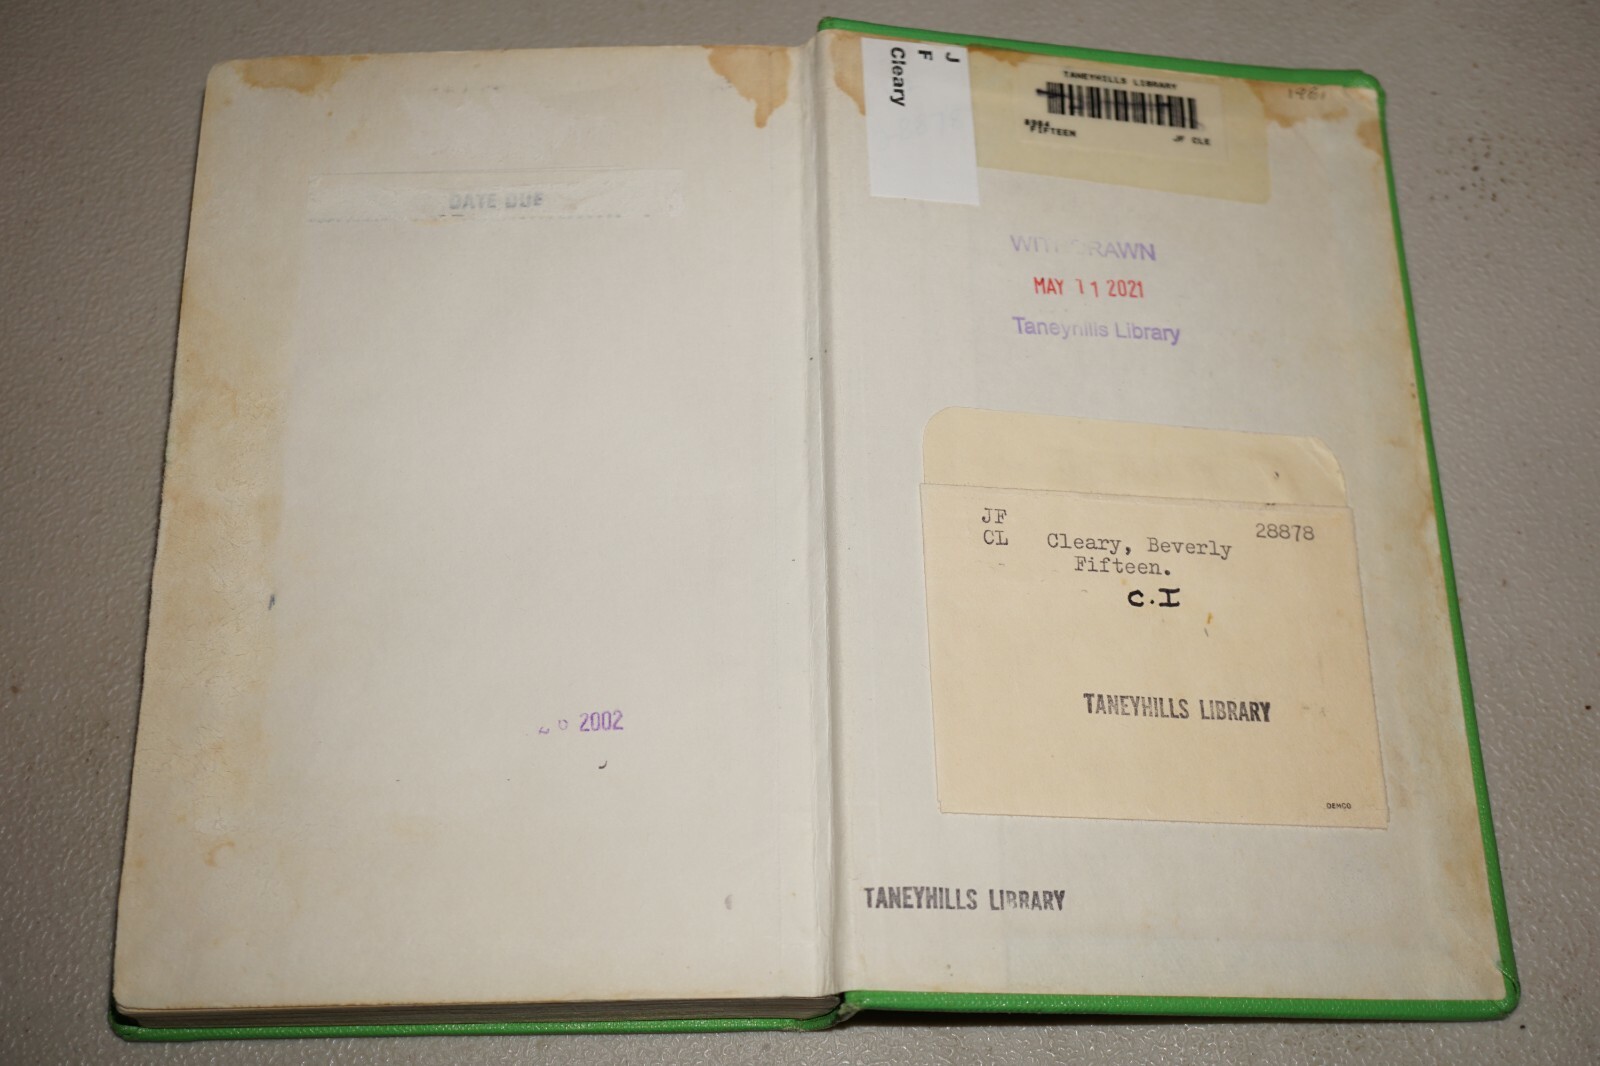 DATE DUE
2002
J
F
Cleary
TANEYHILLS LIBRARY
FIFTEEN
JF CLE
1961
WITHDRAWN
MAY 11 2021
Taneyhills Library
JF
CL
28878
Cleary, Beverly
Fifteen.
C.I
TANEYHILLS LIBRARY
DEMCO
TANEYHILLS LIBRARY